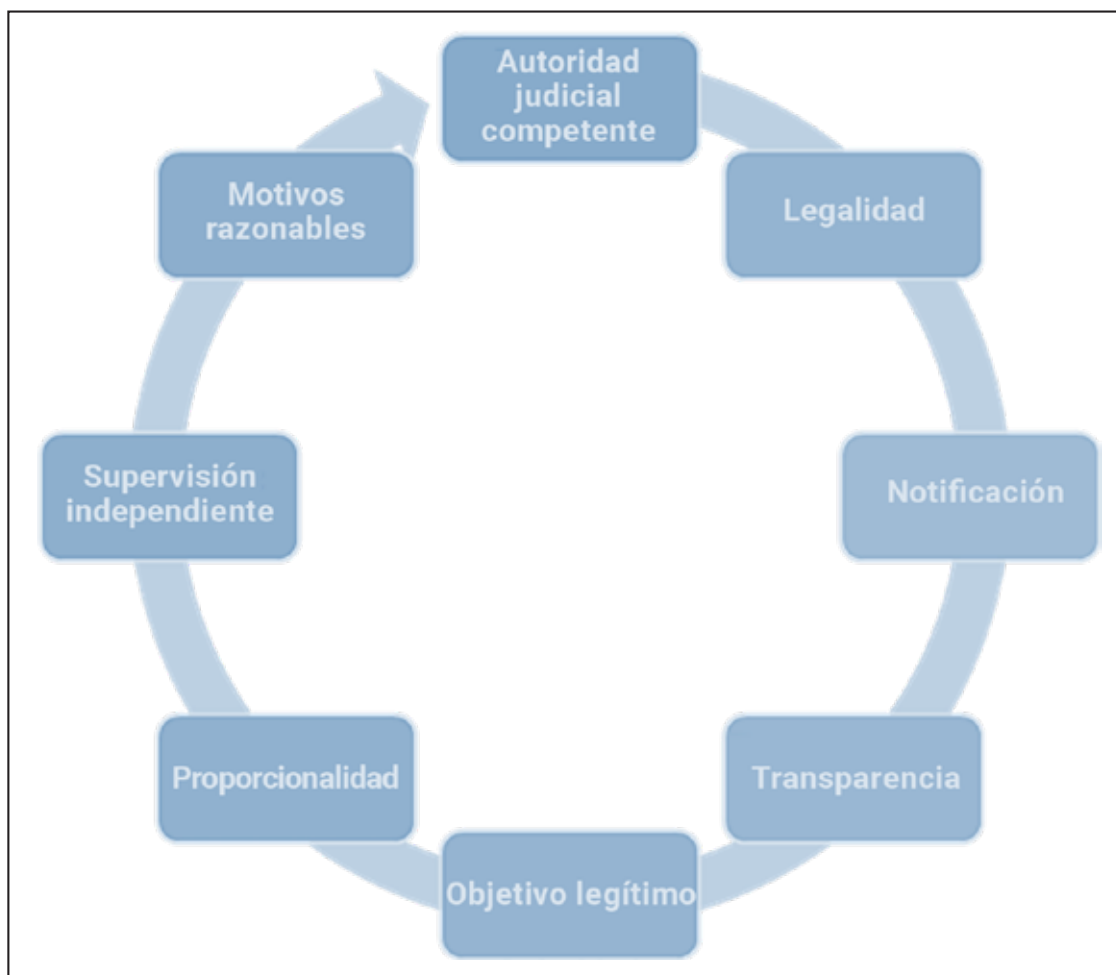 Autoridad
judicial
competente
Legalidad
Notificación
Transparencia
Objetivo legítimo
Proporcionalidad
Supervisión
independiente
Motivos
razonables